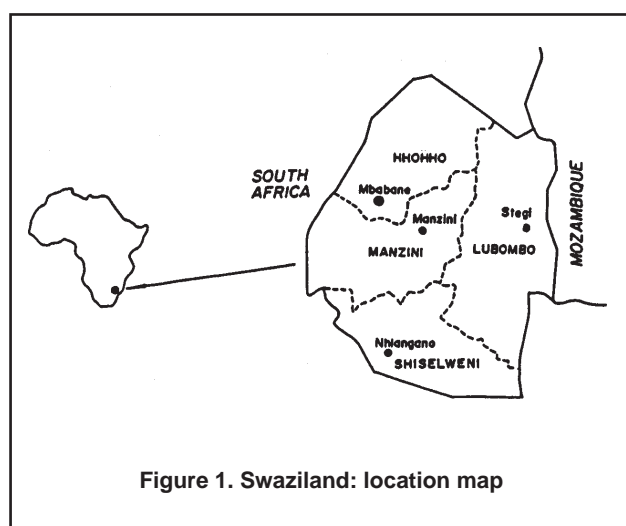 HHOHHO
SOUTH
AFRICA
Mbabane
Manzini
Stegi
MANZINI
LUBOMBO
MOZAMBIQUE
Nhlangano
SHISELWENI
Figure 1. Swaziland: location map